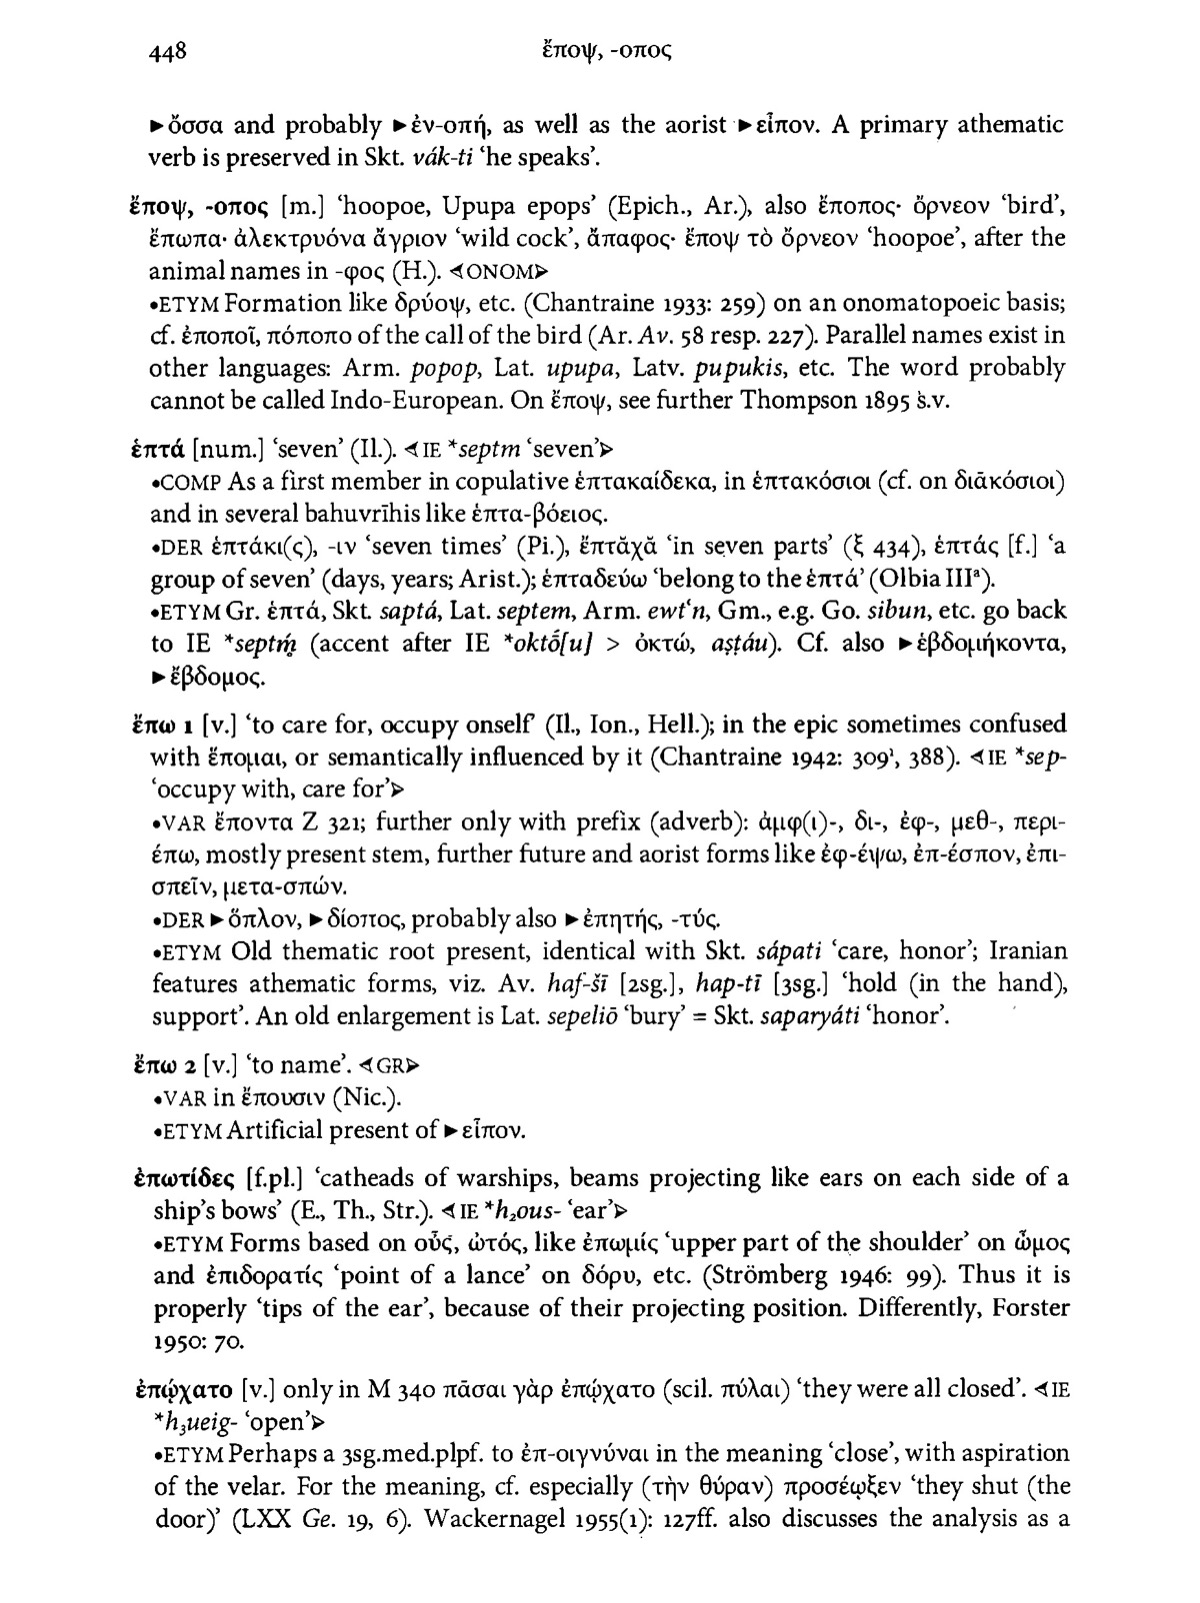 448 ἔποψ, -οπος
►ὄσσα and probably ►ἐν-οπή, as well as the aorist ►εἶπον. A primary athematic
verb is preserved in Skt. vák-ti ‘he speaks’.
ἔποψ, -οπος [m.] ‘hoopoe, Upupa epops’ (Epich., Ar.), also ἔποπος· ὄρνεον ‘bird’,
ἔπωπα· ἀλεκτρυόνα ἄγριον ‘wild cock’, ἄπαφος· ἔποψ τὸ ὄρνεον ‘hoopoe’, after the
animal names in -φος (H.). ⊲ONOM⊳
•ETYM Formation like δρύοψ, etc. (Chantraine 1933: 259) on an onomatopoeic basis;
cf. ἐποποῖ, πόποπο of the call of the bird (Ar. Av. 58 resp. 227). Parallel names exist in
other languages: Arm. popop, Lat. upupa, Latv. pupukis, etc. The word probably
cannot be called Indo-European. On ἔποψ, see further Thompson 1895 s.v.
ἑπτά [num.] ‘seven’ (Il.). ⊲IE *septm ‘seven’⊳
•COMP As a first member in copulative ἑπτακαίδεκα, in ἑπτακόσιοι (cf. on διᾱκόσιοι)
and in several bahuvrīhis like ἑπτα-βόειος.
•DER ἑπτάκι(ς), -ιν ‘seven times’ (Pi.), ἕπτᾰχᾰ ‘in seven parts’ (ξ 434), ἑπτάς [f.] ‘a
group of seven’ (days, years; Arist.); ἑπταδεύω ‘belong to the ἑπτά’ (Olbia IIIª).
•ETYM Gr. ἑπτά, Skt. saptá, Lat. septem, Arm. ewt‘n, Gm., e.g. Go. sibun, etc. go back
to IE *septḿ̥ (accent after IE *oktṓ[u] > ὀκτώ, aṣṭáu). Cf. also ►ἑβδομήκοντα,
►ἕβδομος.
ἕπω 1 [v.] ‘to care for, occupy onself’ (Il., Ion., Hell.); in the epic sometimes confused
with ἕπομαι, or semantically influenced by it (Chantraine 1942: 309¹, 388). ⊲IE *sep-
‘occupy with, care for’⊳
•VAR ἕποντα Z 321; further only with prefix (adverb): ἀμφ(ι)-, δι-, ἐφ-, μεθ-, περι-
έπω, mostly present stem, further future and aorist forms like ἐφ-έψω, ἐπ-έσπον, ἐπι-
σπεῖν, μετα-σπών.
•DER ►ὅπλον, ►δίοπος, probably also ►ἐπητής, -τύς.
•ETYM Old thematic root present, identical with Skt. sápati ‘care, honor’; Iranian
features athematic forms, viz. Av. haf-šī [2sg.], hap-tī [3sg.] ‘hold (in the hand),
support’. An old enlargement is Lat. sepeliō ‘bury’ = Skt. saparyáti ‘honor’.
ἔπω 2 [v.] ‘to name’. ⊲GR⊳
•VAR in ἔπουσιν (Nic.).
•ETYM Artificial present of ►εἶπον.
ἐπωτίδες [f.pl.] ‘catheads of warships, beams projecting like ears on each side of a
ship’s bows’ (E., Th., Str.). ⊲IE *h₂ous- ‘ear’⊳
•ETYM Forms based on οὖς, ὠτός, like ἐπωμίς ‘upper part of the shoulder’ on ὦμος
and ἐπιδορατίς ‘point of a lance’ on δόρυ, etc. (Strömberg 1946: 99). Thus it is
properly ‘tips of the ear’, because of their projecting position. Differently, Forster
1950: 70.
ἐπῴχατο [v.] only in M 340 πᾶσαι γὰρ ἐπῴχατο (scil. πύλαι) ‘they were all closed’. ⊲IE
*h₃ueig- ‘open’⊳
•ETYM Perhaps a 3sg.med.plpf. to ἐπ-οιγνύναι in the meaning ‘close’, with aspiration
of the velar. For the meaning, cf. especially (τὴν θύραν) προσέῳξεν ‘they shut (the
door)’ (LXX Ge. 19, 6). Wackernagel 1955(1): 127ff. also discusses the analysis as a